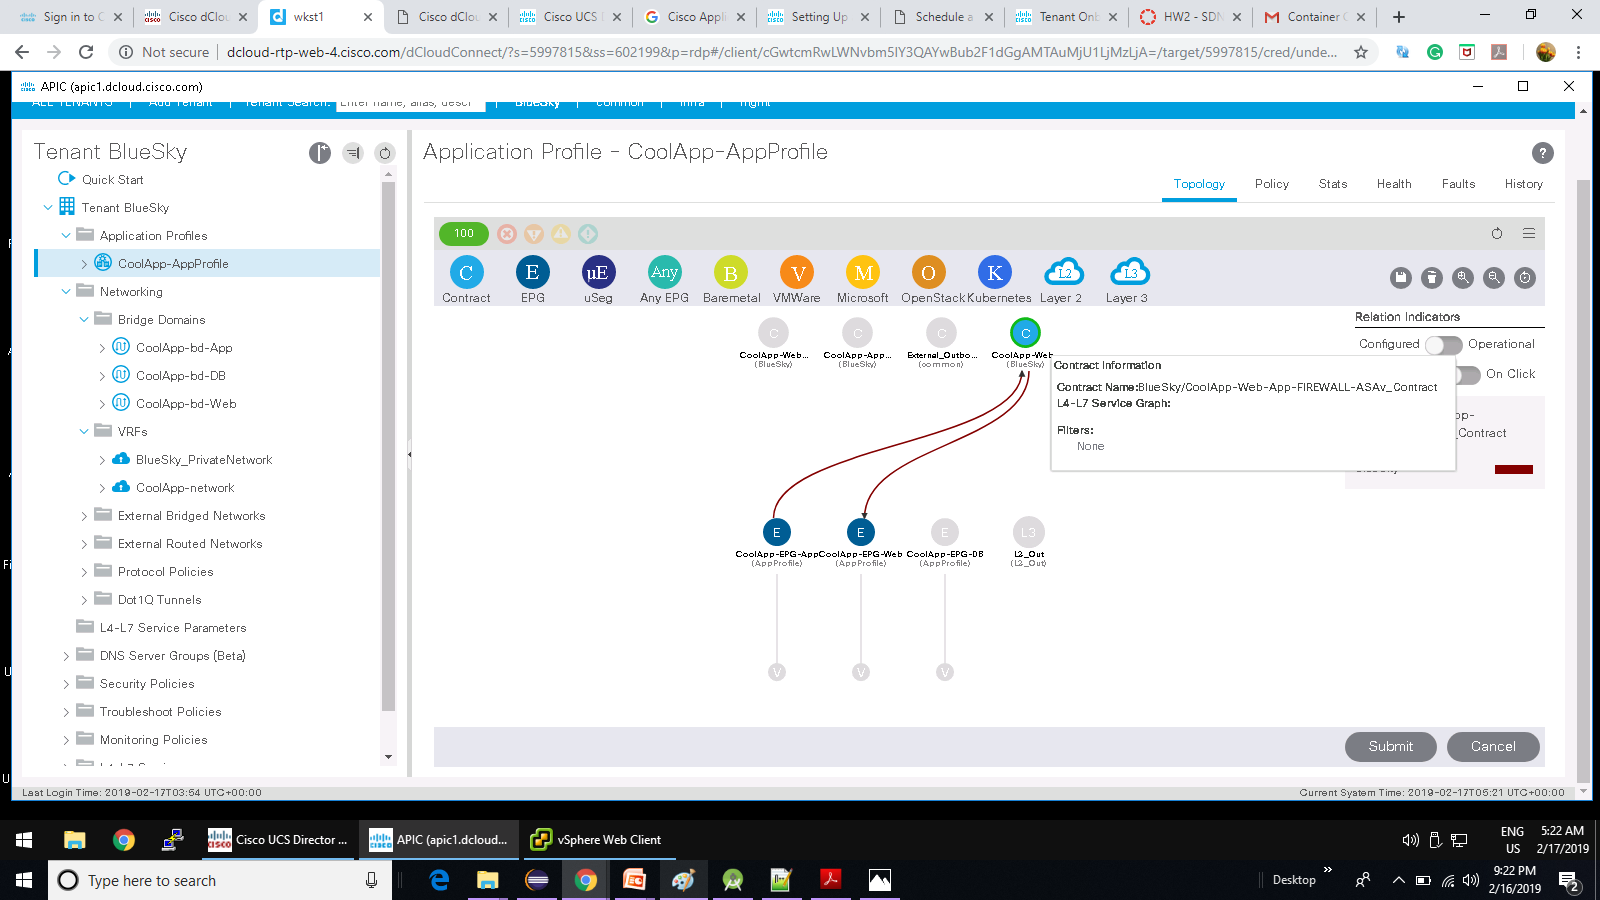 Sign in to C
Cisco dClou
wkst1
Cisco dClou
Cisco UCS D
Cisco Appli
Setting Up
Schedule a
Tenant Onb
HW2 - SDN
Container C
Not secure
dcloud-rtp-web-4.cisco.com/dCloudConnect/?s=5997815&ss=602199&p=rdp#/client/cGwtcmRwLWNvbm5lY3QAYwBub2F1dGgAMTAuMjU1LjMzLjA=/target/5997815/cred/unde...
APIC (apic1.dcloud.cisco.com)
ALL TENANTS | Add Tenant | Tenant Search: Enter name, alias, descr | BlueSky | common | infra | mgmt
Tenant BlueSky
Quick Start
Tenant BlueSky
Application Profiles
CoolApp-AppProfile
Networking
Bridge Domains
CoolApp-bd-App
CoolApp-bd-DB
CoolApp-bd-Web
VRFs
BlueSky_PrivateNetwork
CoolApp-network
External Bridged Networks
External Routed Networks
Protocol Policies
Dot1Q Tunnels
L4-L7 Service Parameters
DNS Server Groups (Beta)
Security Policies
Troubleshoot Policies
Monitoring Policies
Application Profile - CoolApp-AppProfile
?
Topology Policy Stats Health Faults History
100
C E µE Any B V M O K L2 L3
Contract EPG uSeg Any EPG Baremetal VMWare Microsoft OpenStack Kubernetes Layer 2 Layer 3
C C C C
CoolApp-Web... CoolApp-App... External_Outbo... CoolApp-Web
(BlueSky) (BlueSky) (common) (BlueSky)
Relation Indicators
Configured Operational
On Click
Contract Information
Contract Name:BlueSky/CoolApp-Web-App-FIREWALL-ASAv_Contract
L4-L7 Service Graph:
Filters:
None
pp-
_Contract
E E E L3
CoolApp-EPG-App CoolApp-EPG-Web CoolApp-EPG-DB L2_Out
(AppProfile) (AppProfile) (AppProfile) (L2_Out)
V V V
Submit Cancel
Last Login Time: 2019-02-17T03:54 UTC+00:00
Current System Time: 2019-02-17T05:21 UTC+00:00
Cisco UCS Director ...
APIC (apic1.dcloud...
vSphere Web Client
ENG
US
5:22 AM
2/17/2019
Type here to search
Desktop
9:22 PM
2/16/2019
2